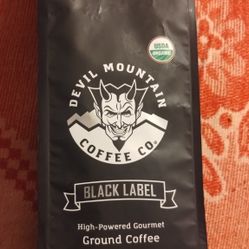 USDA
ORGANIC
DEVIL MOUNTAIN
COFFEE CO.
BLACK LABEL
High-Powered Gourmet
Ground Coffee